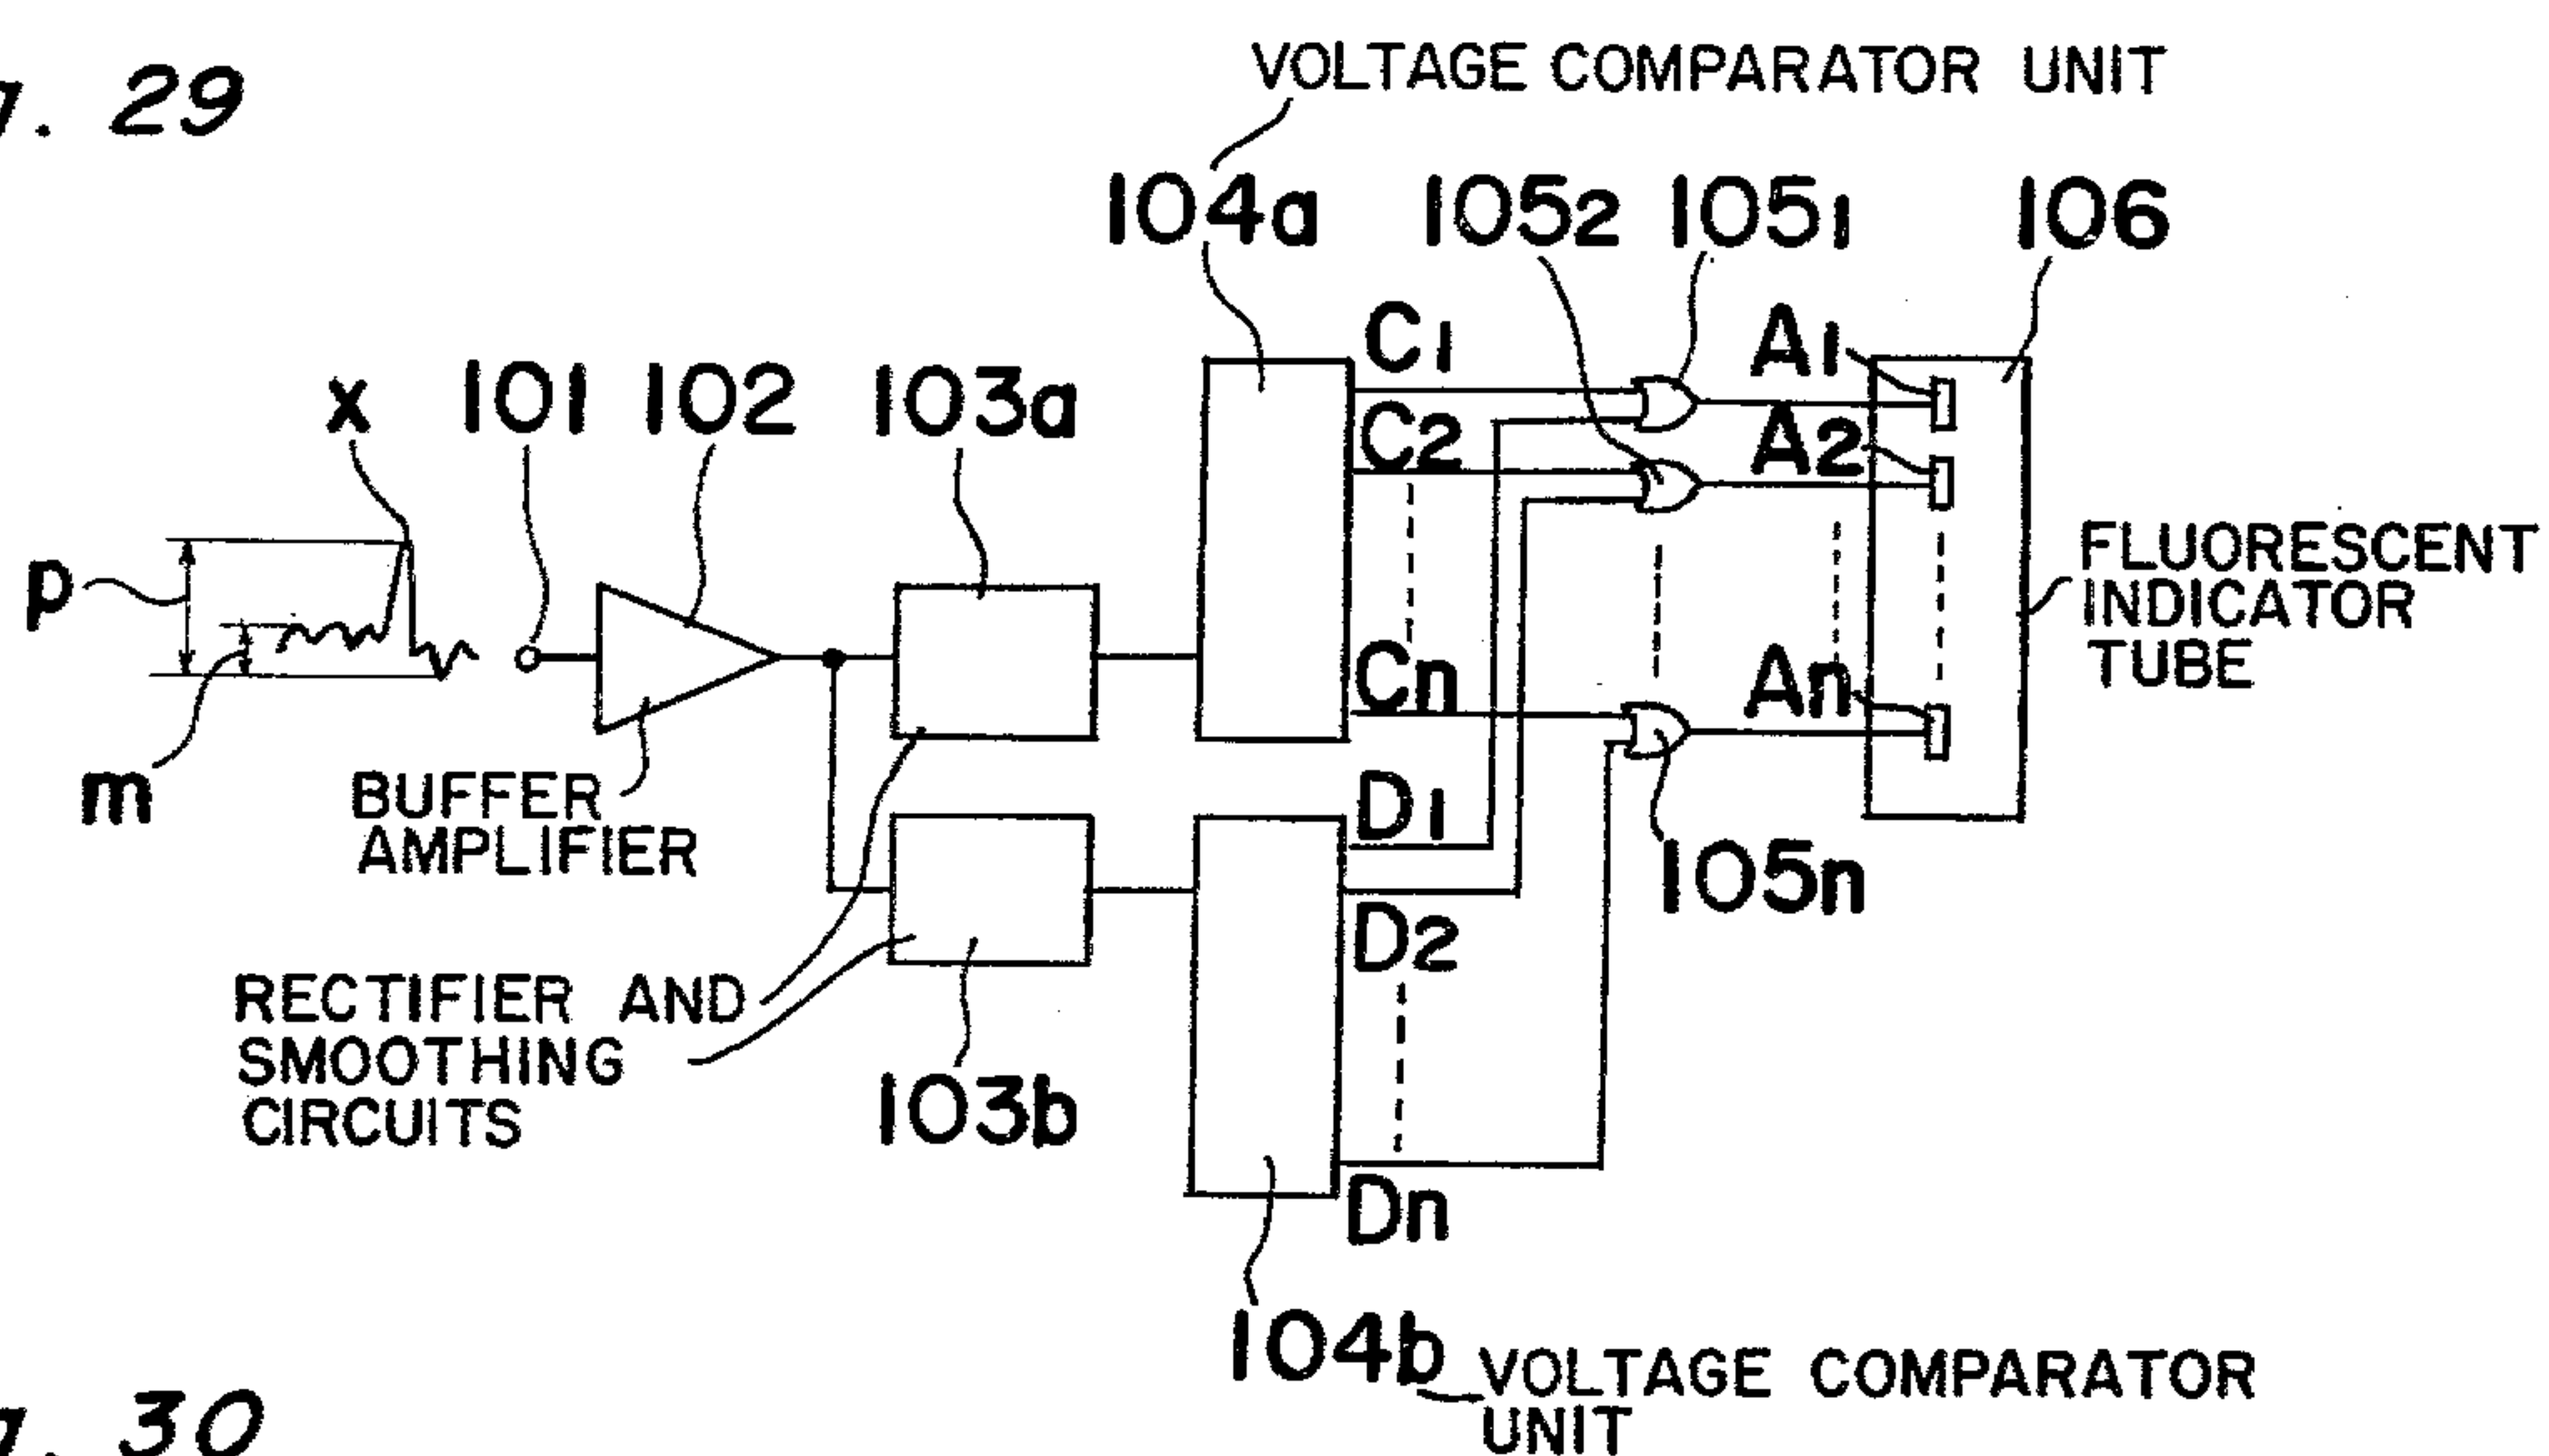 g. 29
VOLTAGE COMPARATOR UNIT
104a
1052
1051
106
x
101
102
103a
C1
A1
C2
A2
p
FLUORESCENT
INDICATOR
TUBE
Cn
An
m
BUFFER
AMPLIFIER
D1
105n
D2
RECTIFIER AND
SMOOTHING
CIRCUITS
103b
Dn
104b
VOLTAGE COMPARATOR
UNIT
g. 30